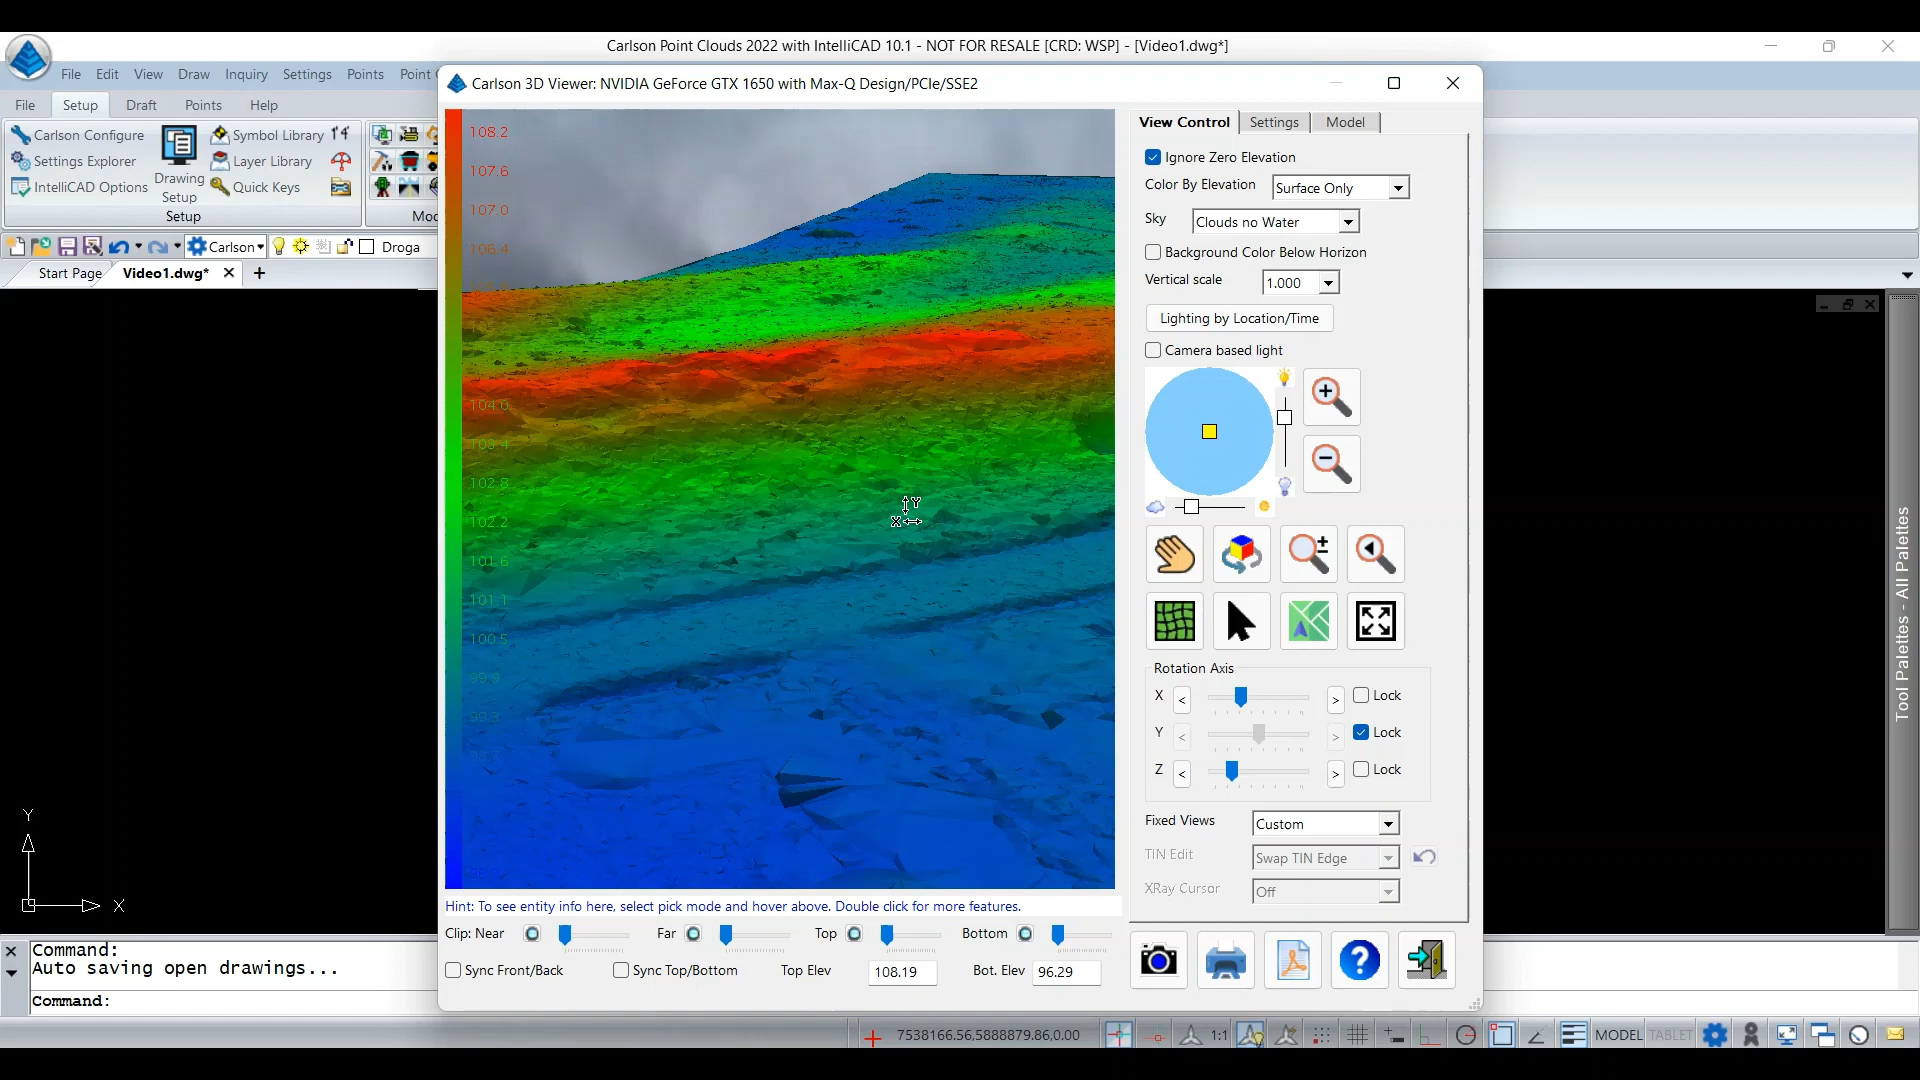 Carlson Point Clouds 2022 with IntelliCAD 10.1 - NOT FOR RESALE [CRD: WSP] - [Video1.dwg*]
File Edit View Draw Inquiry Settings Points Point
Carlson 3D Viewer: NVIDIA GeForce GTX 1650 with Max-Q Design/PCIe/SSE2
File Setup Draft Points Help
Carlson Configure
Settings Explorer
IntelliCAD Options
Drawing
Setup
Symbol Library
Layer Library
Quick Keys
Setup
Carlson
Droga
Start Page
Video1.dwg*
108.2
107.6
107.0
106.4
104.0
103.4
102.8
102.2
101.6
101.1
100.5
99.9
99.3
Y
X
View Control Settings Model
Ignore Zero Elevation
Color By Elevation Surface Only
Sky Clouds no Water
Background Color Below Horizon
Vertical scale 1.000
Lighting by Location/Time
Camera based light
Rotation Axis
X < > Lock
Y < > Lock
Z < > Lock
Fixed Views Custom
TIN Edit Swap TIN Edge
XRay Cursor Off
Hint: To see entity info here, select pick mode and hover above. Double click for more features.
Clip: Near Far Top Bottom
Sync Front/Back Sync Top/Bottom Top Elev 108.19 Bot. Elev 96.29
Tool Palettes - All Palettes
Y
X
Command:
Auto saving open drawings...
Command:
7538166.56,5888879.86,0.00 1:1 MODEL TABLET